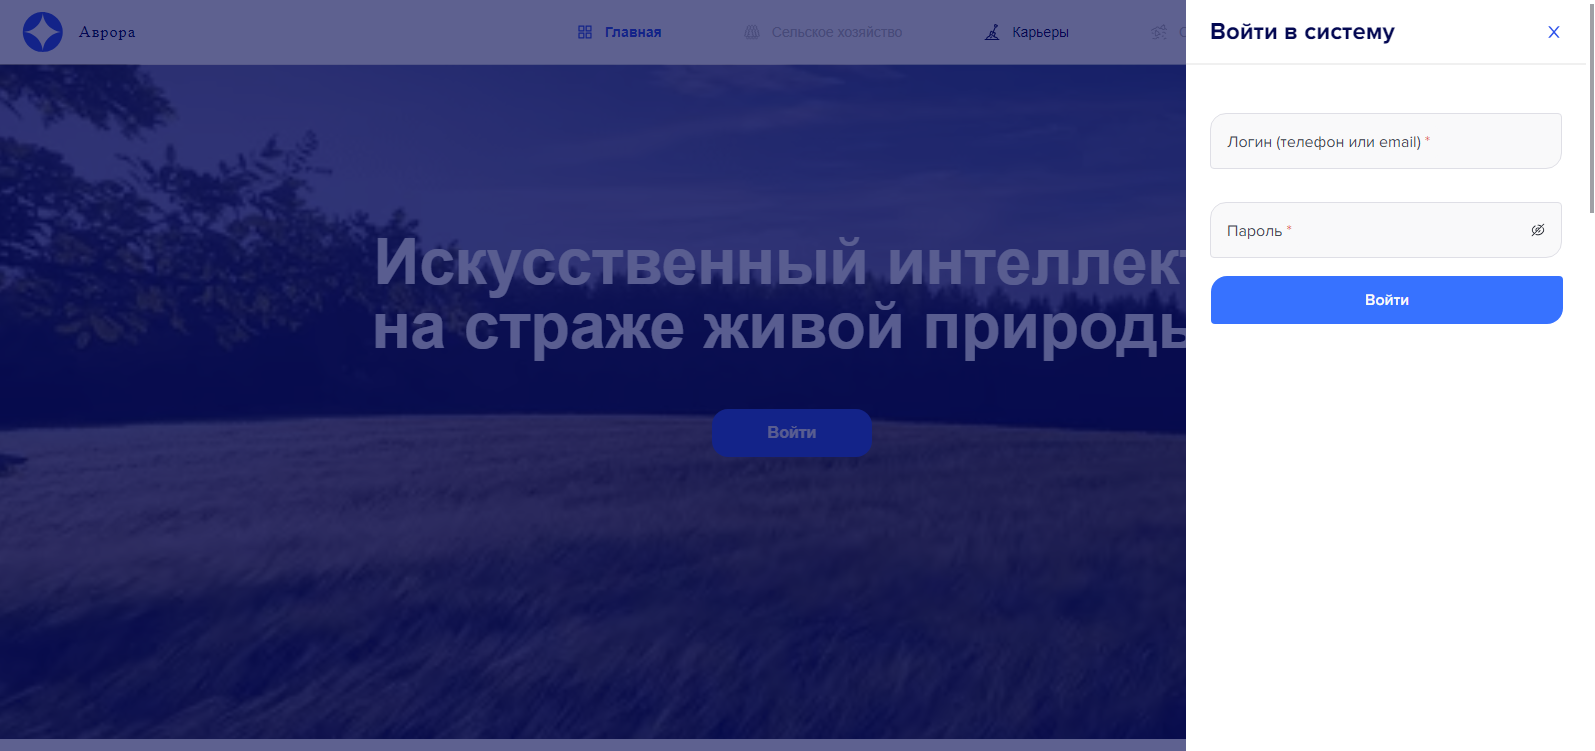 Аврора
Главная
Сельское хозяйство
Карьеры
Войти в систему
Искусственный интеллект
на страже живой природы
Войти
Логин (телефон или email) *
Пароль *
Войти